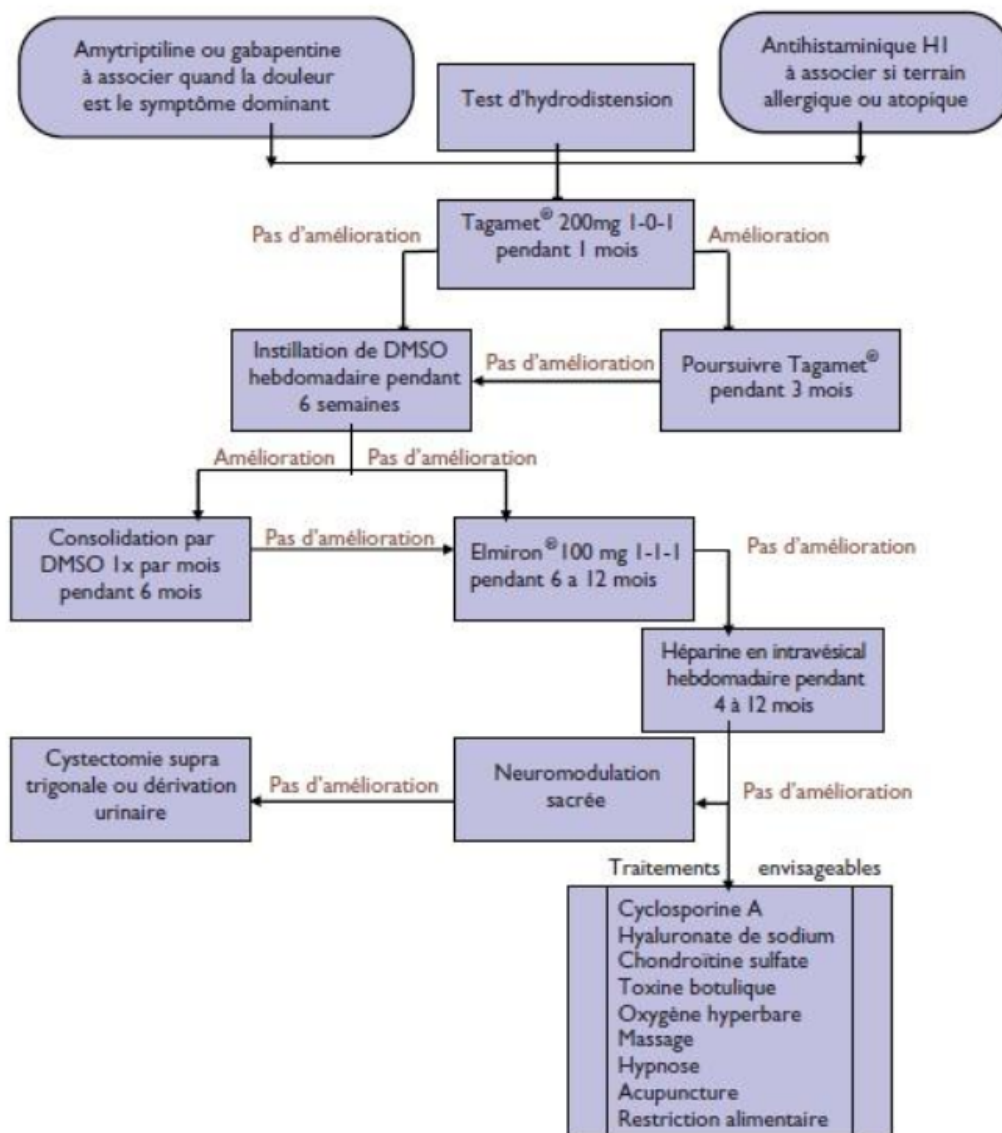 Amytriptiline ou gabapentine
à associer quand la douleur
est le symptôme dominant
Test d'hydrodistension
Antihistaminique H1
à associer si terrain
allergique ou atopique
Pas d'amélioration
Tagamet® 200mg 1-0-1
pendant 1 mois
Amélioration
Instillation de DMSO
hebdomadaire pendant
6 semaines
Pas d'amélioration
Poursuivre Tagamet®
pendant 3 mois
Amélioration
Pas d'amélioration
Consolidation par
DMSO 1x par mois
pendant 6 mois
Pas d'amélioration
Elmiron®100 mg 1-1-1
pendant 6 a 12 mois
Pas d'amélioration
Héparine en intravésical
hebdomadaire pendant
4 à 12 mois
Cystectomie supra
trigonale ou dérivation
urinaire
Pas d'amélioration
Neuromodulation
sacrée
Pas d'amélioration
Traitements envisageables
Cyclosporine A
Hyaluronate de sodium
Chondroïtine sulfate
Toxine botulique
Oxygène hyperbare
Massage
Hypnose
Acupuncture
Restriction alimentaire